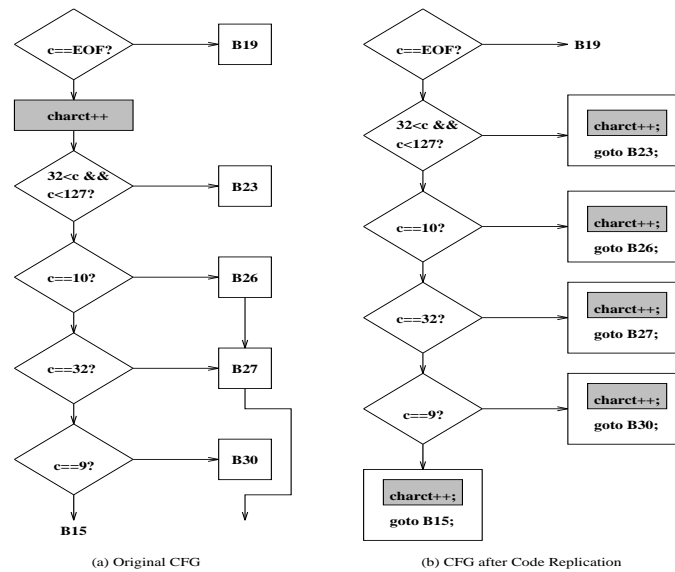 c==EOF?
B19
charct++
32<c &&
c<127?
B23
c==10?
B26
c==32?
B27
c==9?
B30
B15
(a) Original CFG
c==EOF?
B19
32<c &&
c<127?
charct++;
goto B23;
c==10?
charct++;
goto B26;
c==32?
charct++;
goto B27;
c==9?
charct++;
goto B30;
charct++;
goto B15;
(b) CFG after Code Replication